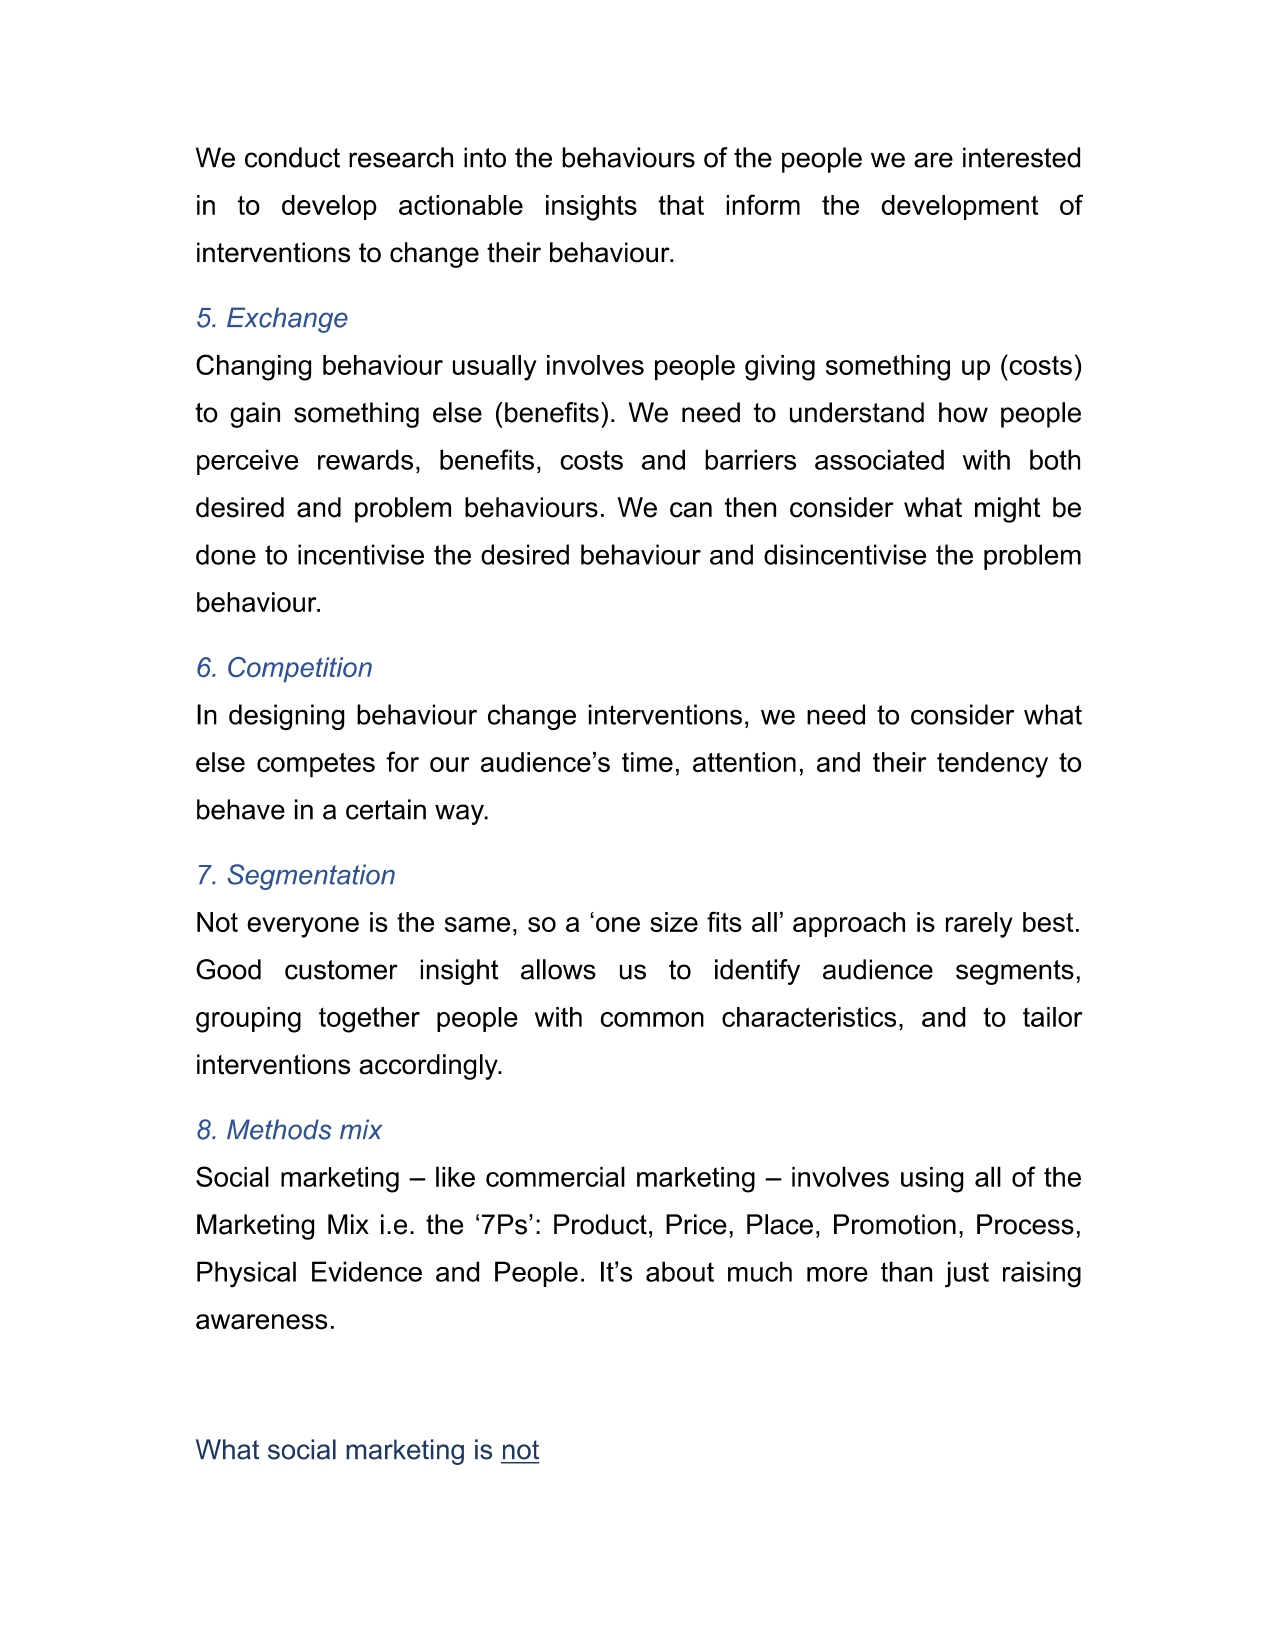 We conduct research into the behaviours of the people we are interested
in to develop actionable insights that inform the development of
interventions to change their behaviour.
5. Exchange
Changing behaviour usually involves people giving something up (costs)
to gain something else (benefits). We need to understand how people
perceive rewards, benefits, costs and barriers associated with both
desired and problem behaviours. We can then consider what might be
done to incentivise the desired behaviour and disincentivise the problem
behaviour.
6. Competition
In designing behaviour change interventions, we need to consider what
else competes for our audience’s time, attention, and their tendency to
behave in a certain way.
7. Segmentation
Not everyone is the same, so a ‘one size fits all’ approach is rarely best.
Good customer insight allows us to identify audience segments,
grouping together people with common characteristics, and to tailor
interventions accordingly.
8. Methods mix
Social marketing – like commercial marketing – involves using all of the
Marketing Mix i.e. the ‘7Ps’: Product, Price, Place, Promotion, Process,
Physical Evidence and People. It’s about much more than just raising
awareness.
What social marketing is not